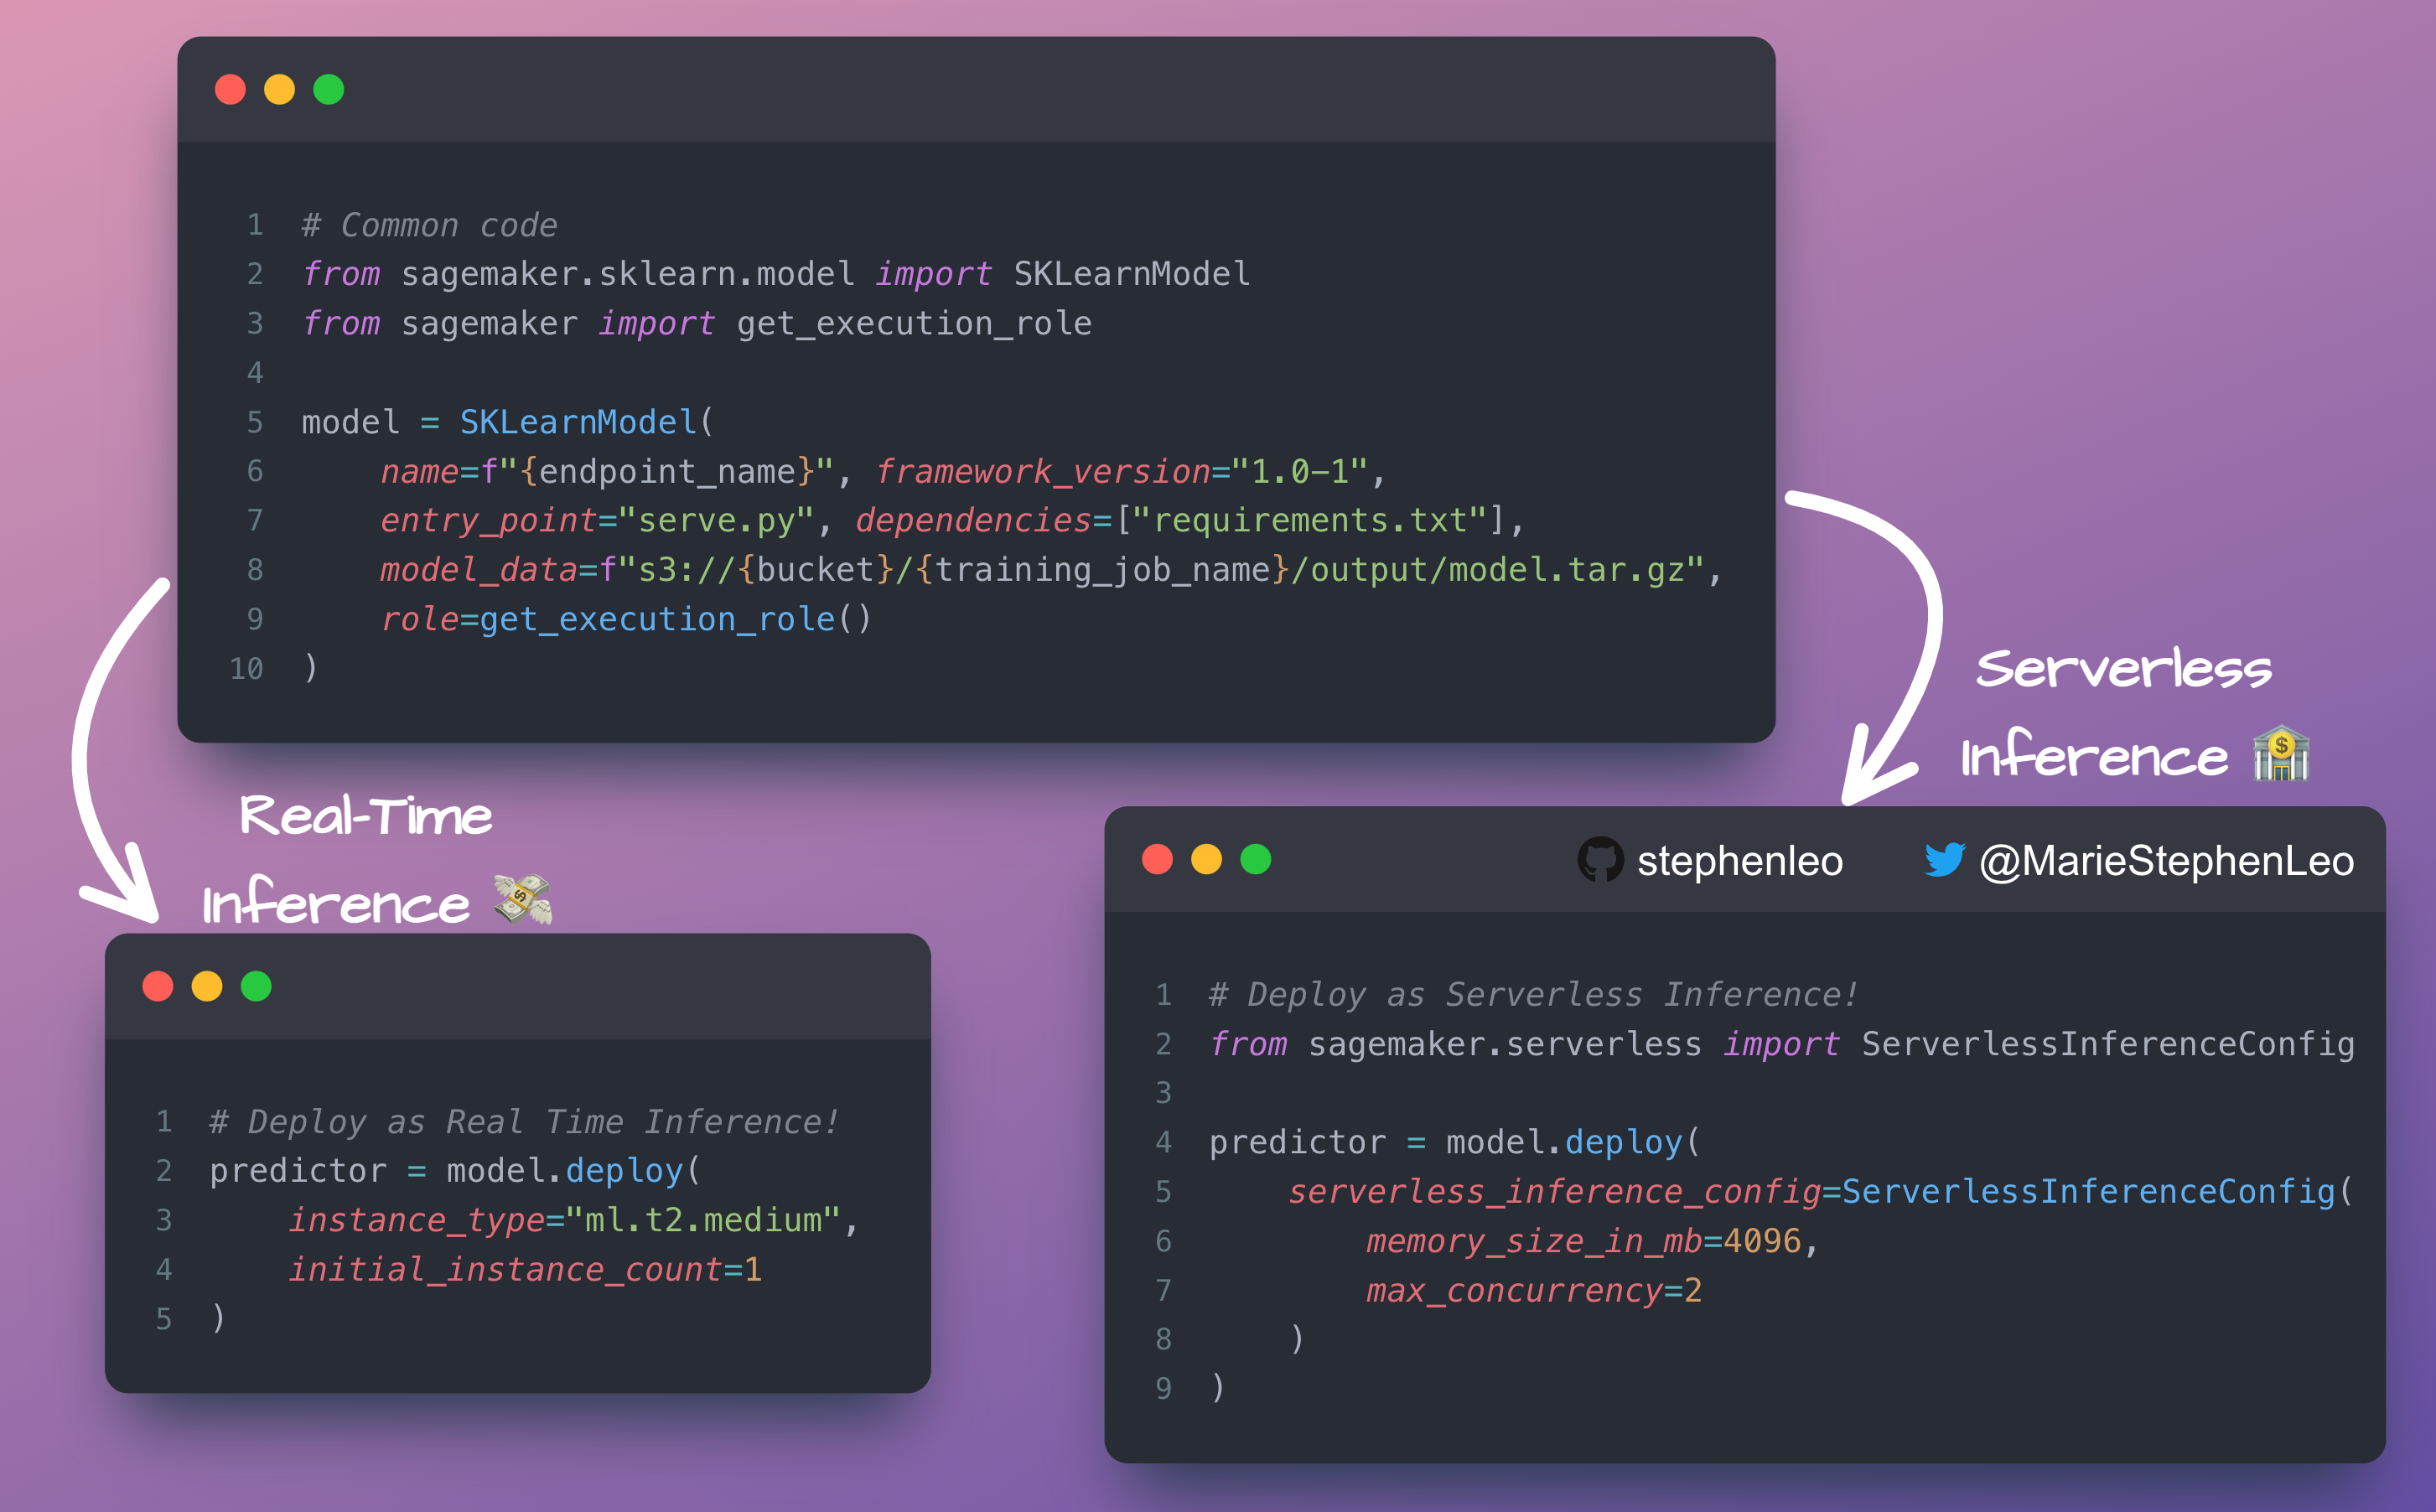 1 # Common code
2 from sagemaker.sklearn.model import SKLearnModel
3 from sagemaker import get_execution_role
4
5 model = SKLearnModel(
6     name=f"{endpoint_name}", framework_version="1.0-1",
7     entry_point="serve.py", dependencies=["requirements.txt"],
8     model_data=f"s3://{bucket}/{training_job_name}/output/model.tar.gz",
9     role=get_execution_role()
10 )
Real-Time
Inference 💸
1 # Deploy as Real Time Inference!
2 predictor = model.deploy(
3     instance_type="ml.t2.medium",
4     initial_instance_count=1
5 )
Serverless
Inference 🏦
stephenleo @MarieStephenLeo
1 # Deploy as Serverless Inference!
2 from sagemaker.serverless import ServerlessInferenceConfig
3
4 predictor = model.deploy(
5     serverless_inference_config=ServerlessInferenceConfig(
6         memory_size_in_mb=4096,
7         max_concurrency=2
8     )
9 )